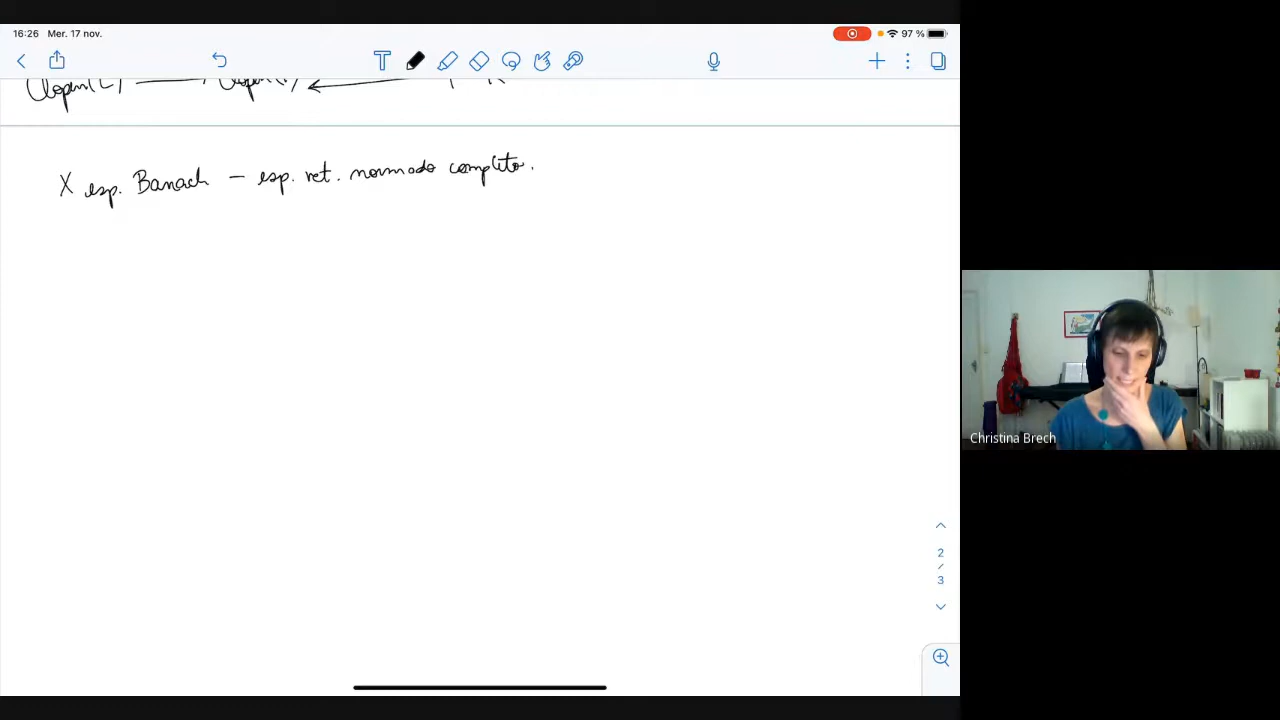 16:26 Mer. 17 nov.
97 %
X esp. Banach – esp. vet. normado completo.
2
/
3
Christina Brech